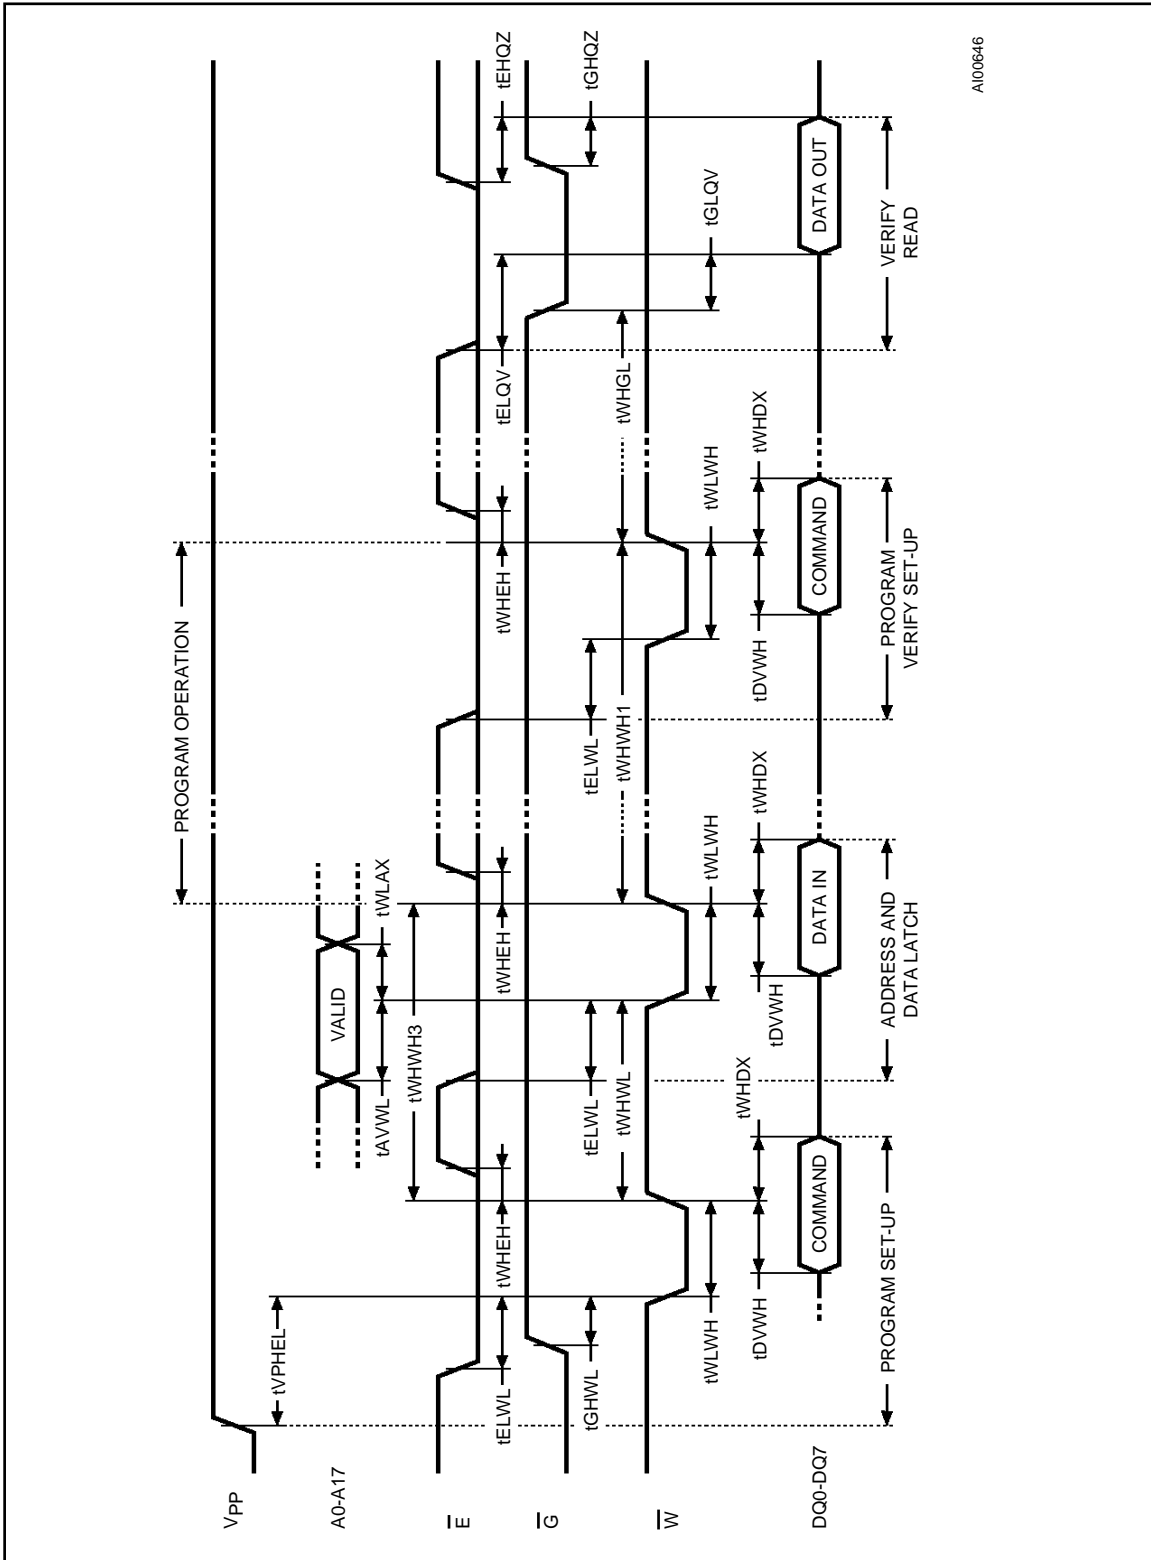 VPP
A0-A17
E
G
W
DQ0-DQ7
PROGRAM OPERATION
tVPHEL
VALID
tAVWL
tWLAX
tWHWH3
tELWL
tWHEH
tWHEH
tWHEH
tELQV
tEHQZ
tGHWL
tELWL
tELWL
tGHQZ
tWHWL
tWHWH1
tWHGL
tWLWH
tWLWH
tWLWH
tGLQV
tDVWH
tWHDX
tDVWH
tWHDX
tDVWH
tWHDX
COMMAND
DATA IN
COMMAND
DATA OUT
PROGRAM SET-UP
ADDRESS AND
DATA LATCH
PROGRAM
VERIFY SET-UP
VERIFY
READ
AI00646